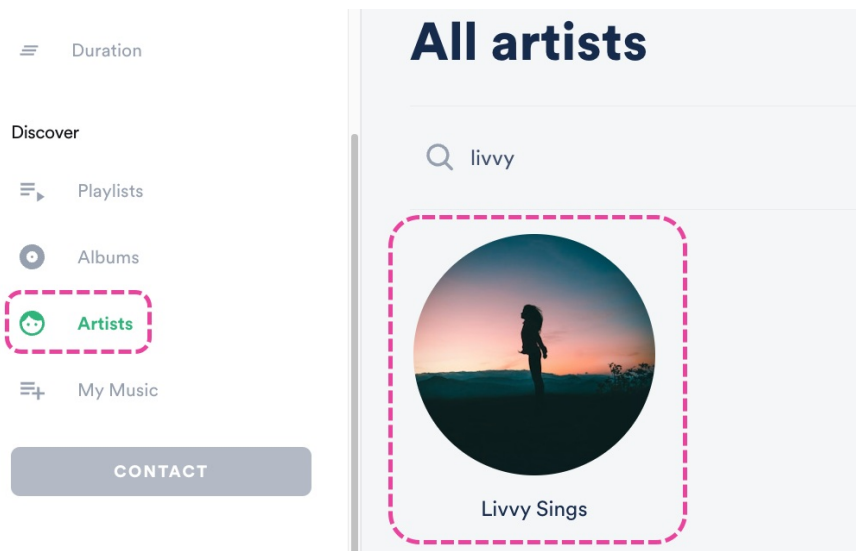 Duration
Discover
Playlists
Albums
Artists
My Music
CONTACT
All artists
livvy
Livvy Sings